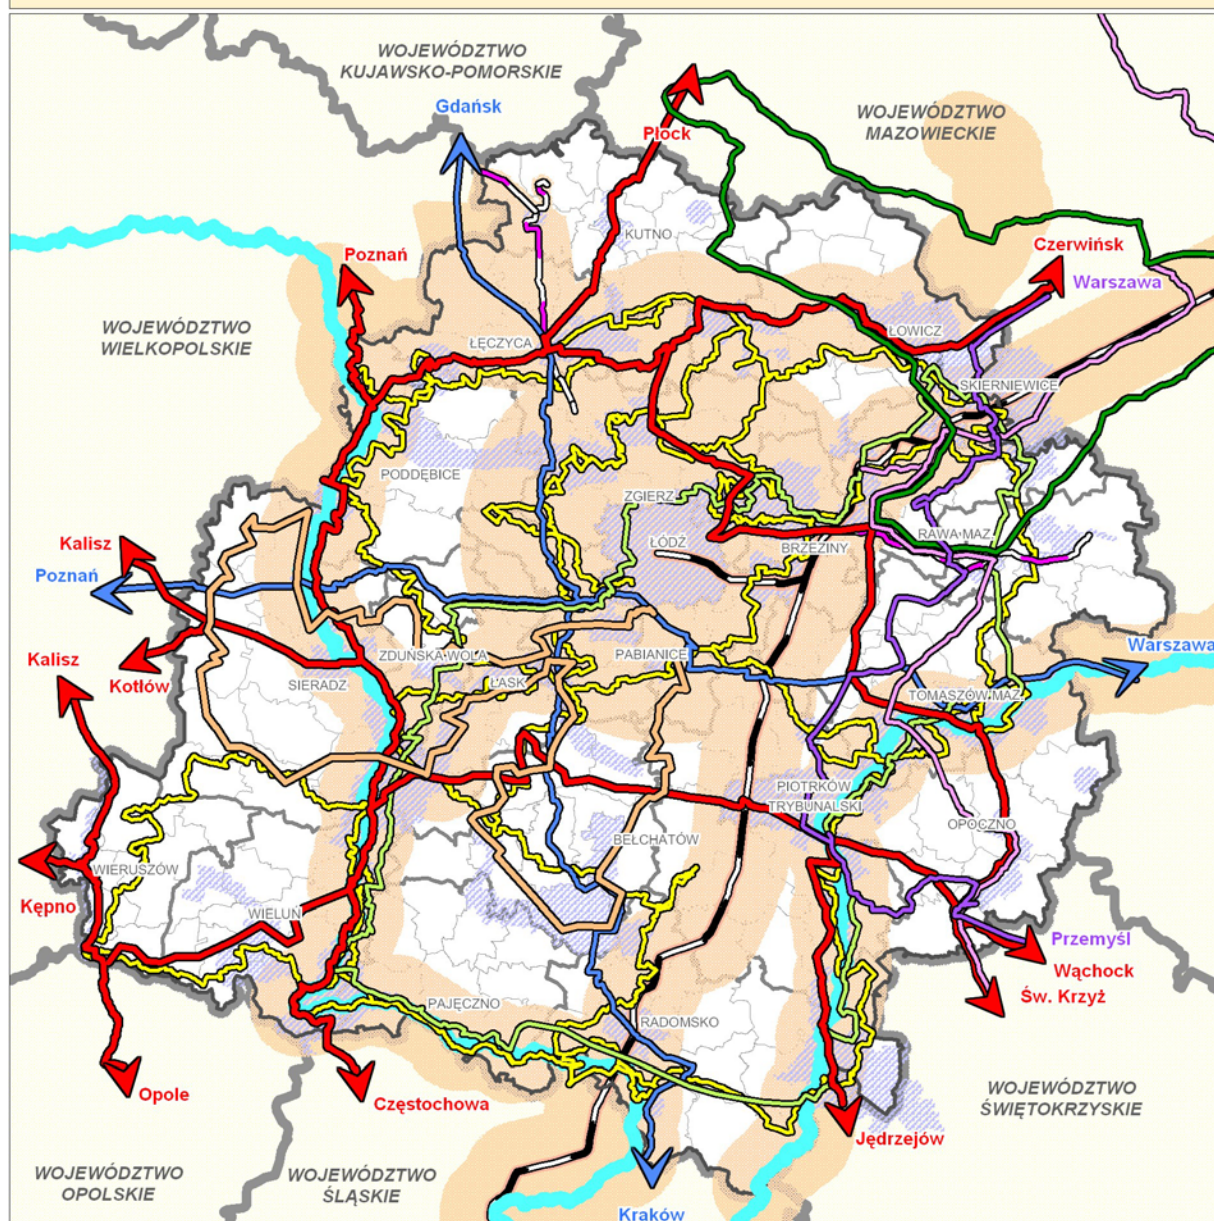 WOJEWÓDZTWO
KUJAWSKO-POMORSKIE
Gdańsk
WOJEWÓDZTWO
MAZOWIECKIE
Płock
KUTNO
Poznań
Czerwińsk
Warszawa
WOJEWÓDZTWO
WIELKOPOLSKIE
ŁĘCZYCA
ŁOWICZ
SKIERNIEWICE
PODDĘBICE
ZGIERZ
ŁÓDŹ
BRZEZINY
RAWA MAZ.
Kalisz
Poznań
Kalisz
Kotłów
ZDUŃSKA WOLA
PABIANICE
Warszawa
SIERADZ
ŁASK
TOMASZÓW MAZ.
PIOTRKÓW
TRYBUNALSKI
OPOCZNO
BEŁCHATÓW
WIERUSZÓW
Kępno
WIELUŃ
Przemyśl
Wąchock
Św. Krzyż
PAJĘCZNO
RADOMSKO
Opole
Częstochowa
WOJEWÓDZTWO
ŚWIĘTOKRZYSKIE
Jędrzejów
WOJEWÓDZTWO
OPOLSKIE
WOJEWÓDZTWO
ŚLĄSKIE
Kraków